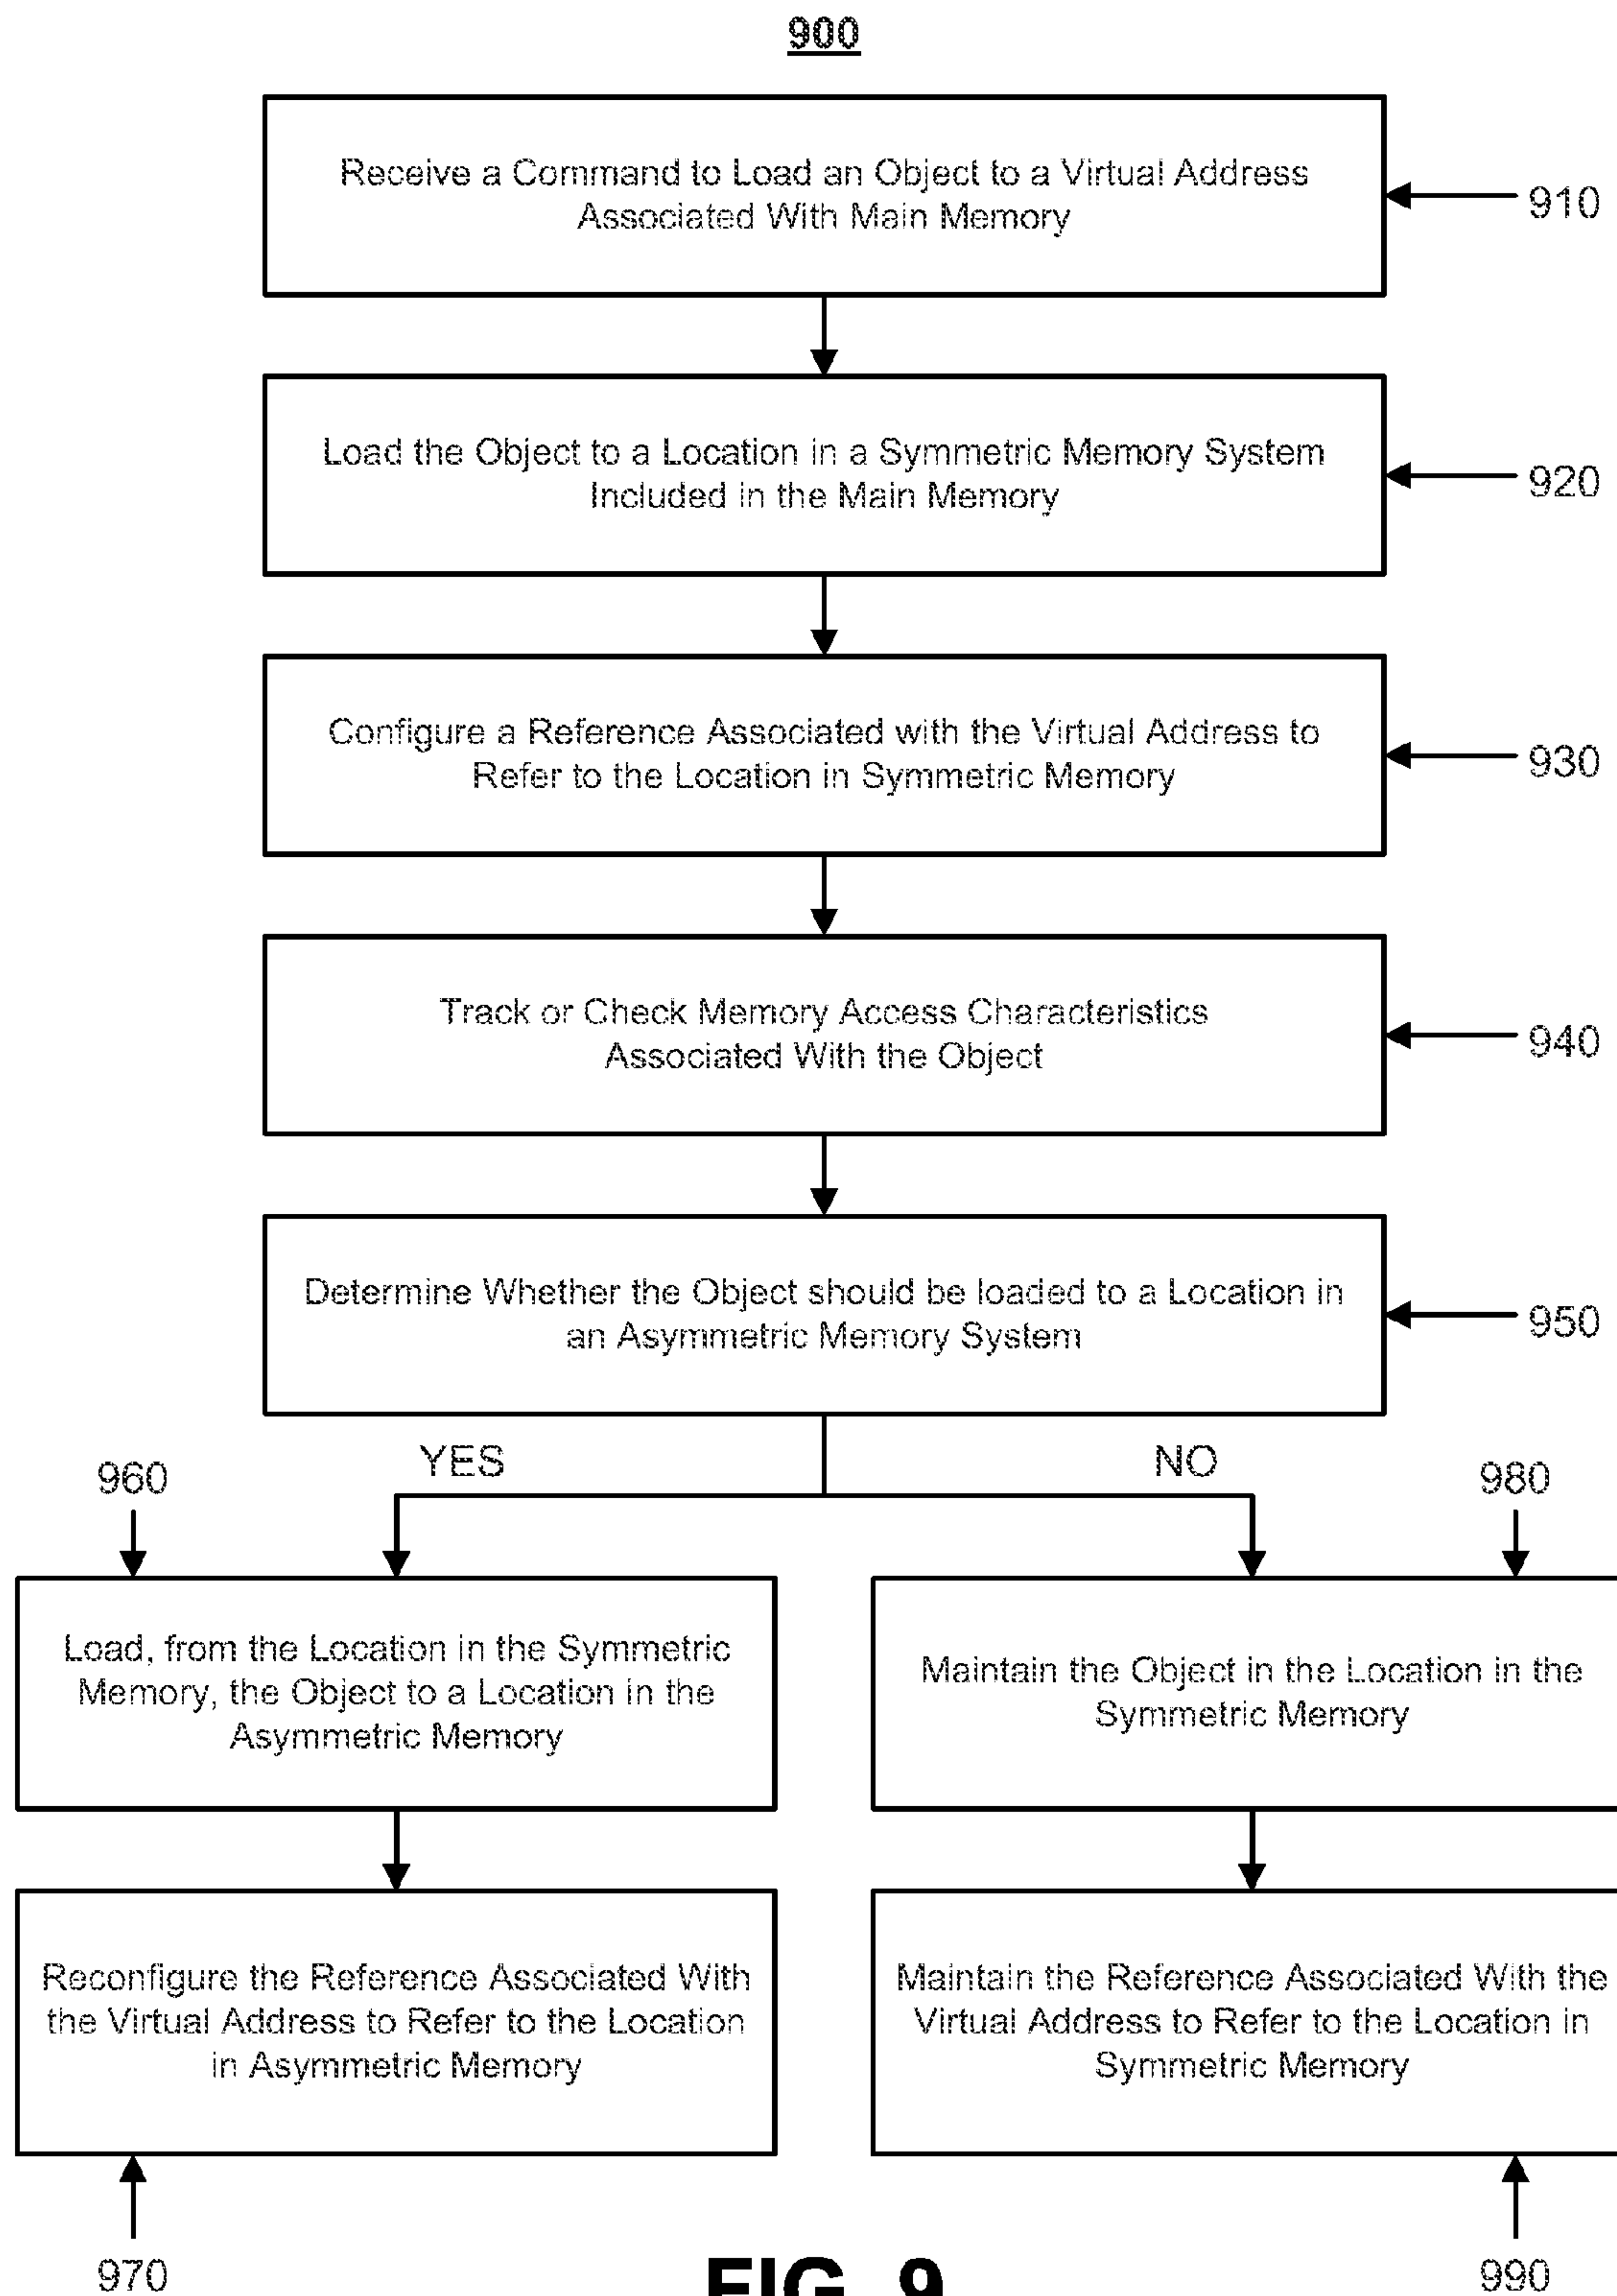 900
Receive a Command to Load an Object to a Virtual Address
Associated With Main Memory
910
Load the Object to a Location in a Symmetric Memory System
Included in the Main Memory
920
Configure a Reference Associated with the Virtual Address to
Refer to the Location in Symmetric Memory
930
Track or Check Memory Access Characteristics
Associated With the Object
940
Determine Whether the Object should be loaded to a Location in
an Asymmetric Memory System
950
YES
NO
960
980
Load, from the Location in the Symmetric
Memory, the Object to a Location in the
Asymmetric Memory
Maintain the Object in the Location in the
Symmetric Memory
Reconfigure the Reference Associated With
the Virtual Address to Refer to the Location
in Asymmetric Memory
Maintain the Reference Associated With the
Virtual Address to Refer to the Location in
Symmetric Memory
970
990
FIG. 9